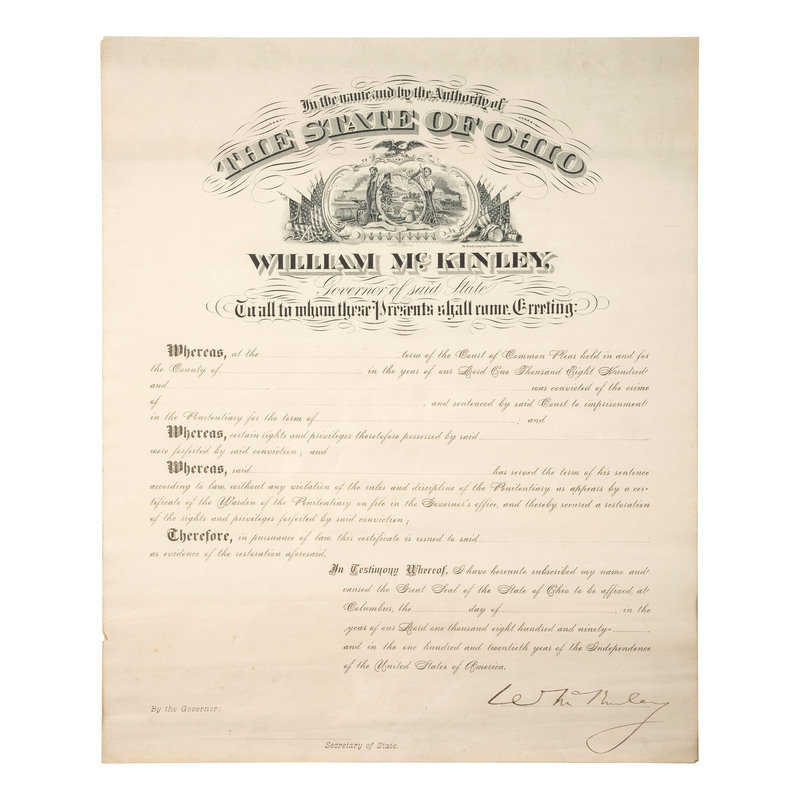 In the name and by the Authority of
THE STATE OF OHIO
WILLIAM Mc KINLEY,
Governor of said State
To all to whom these Presents shall come, Greeting:
Whereas, at the term of the Court of Common Pleas held in and for
the County of in the year of our Lord One Thousand Eight Hundred
and , was convicted of the crime
of ; and sentenced by said Court to imprisonment
in the Penitentiary for the term of ; and
Whereas, certain rights and privileges theretofore possessed by said
were forfeited by said conviction; and
Whereas, said has served the term of his sentence
according to law, without any violation of the rules and discipline of the Penitentiary as appears by a cer-
tificate of the Warden of the Penitentiary on file in the Governor's office, and thereby secured a restoration
of the rights and privileges forfeited by said conviction;
Therefore, in pursuance of law, this certificate is issued to said
as evidence of the restoration aforesaid.
In Testimony Whereof, I have hereunto subscribed my name and
caused the Great Seal of the State of Ohio to be affixed, at
Columbus, the day of , in the
year of our Lord one thousand eight hundred and ninety- ,
and in the one hundred and twentieth year of the Independence
of the United States of America.
W McKinley
By the Governor:
Secretary of State.